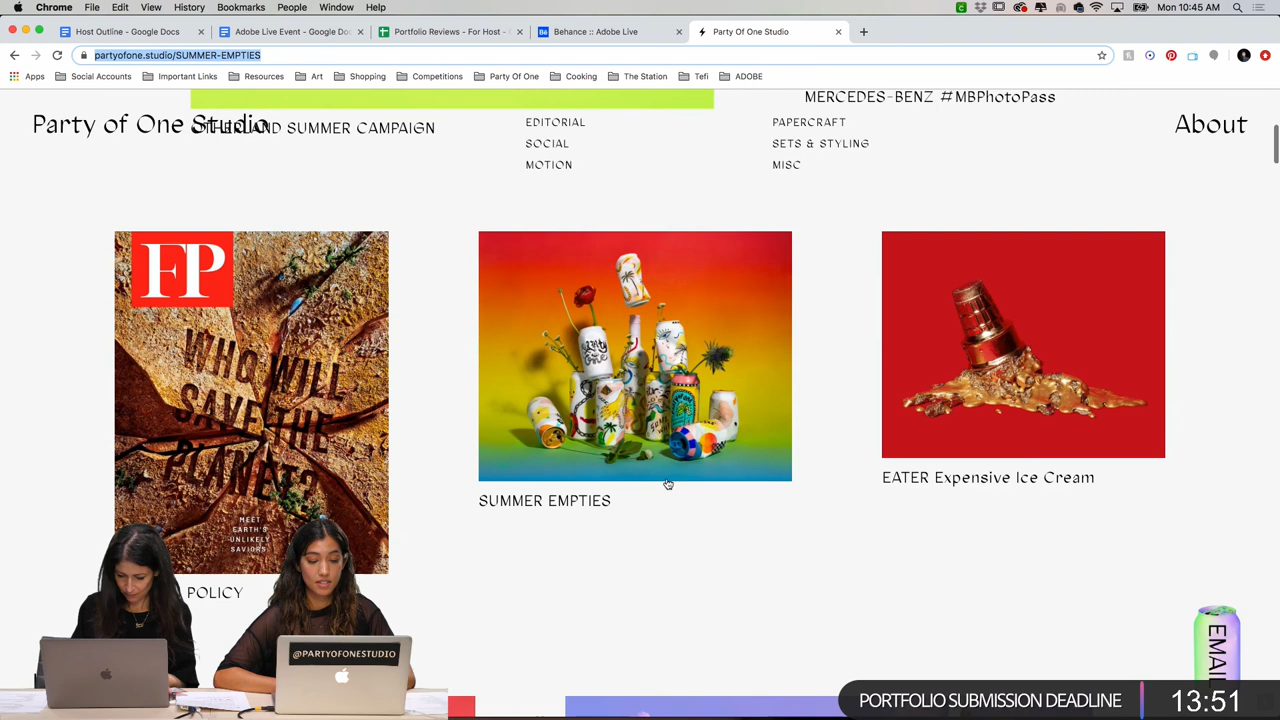 Chrome File Edit View History Bookmarks People Window Help
Mon 10:45 AM
Host Outline - Google Docs
Adobe Live Event - Google Doc
Portfolio Reviews - For Host -
Behance :: Adobe Live
Party Of One Studio
partyofone.studio/SUMMER-EMPTIES
Apps Social Accounts Important Links Resources Art Shopping Competitions Party Of One Cooking The Station Tefi ADOBE
MERCEDES-BENZ #MBPhotoPass
Party of One Studio
OTHERLAND SUMMER CAMPAIGN
EDITORIAL
SOCIAL
MOTION
PAPERCRAFT
SETS & STYLING
MISC
About
FP
WHO WILL
SAVE THE
PLANET?
MEET
EARTH'S
UNLIKELY
SAVIORS.
POLICY
SUMMER EMPTIES
EATER Expensive Ice Cream
EMAIL
@PARTYOFONESTUDIO
PORTFOLIO SUBMISSION DEADLINE
13:51